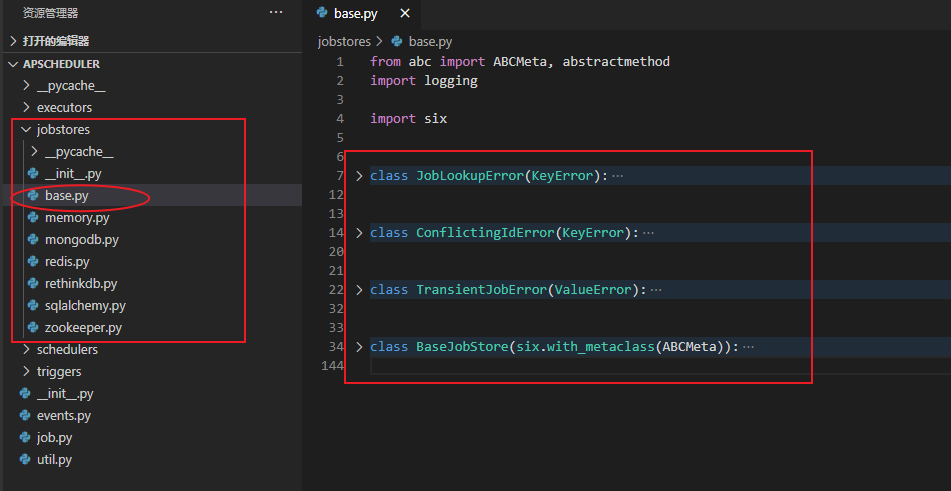 资源管理器
···
打开的编辑器
APSCHEDULER
__pycache__
executors
jobstores
__pycache__
__init__.py
base.py
memory.py
mongodb.py
redis.py
rethinkdb.py
sqlalchemy.py
zookeeper.py
schedulers
triggers
__init__.py
events.py
job.py
util.py
base.py
jobstores > base.py
1 from abc import ABCMeta, abstractmethod
2 import logging
3
4 import six
5
6
7 class JobLookupError(KeyError):···
12
13
14 class ConflictingIdError(KeyError):···
20
21
22 class TransientJobError(ValueError):···
32
33
34 class BaseJobStore(six.with_metaclass(ABCMeta)):···
144